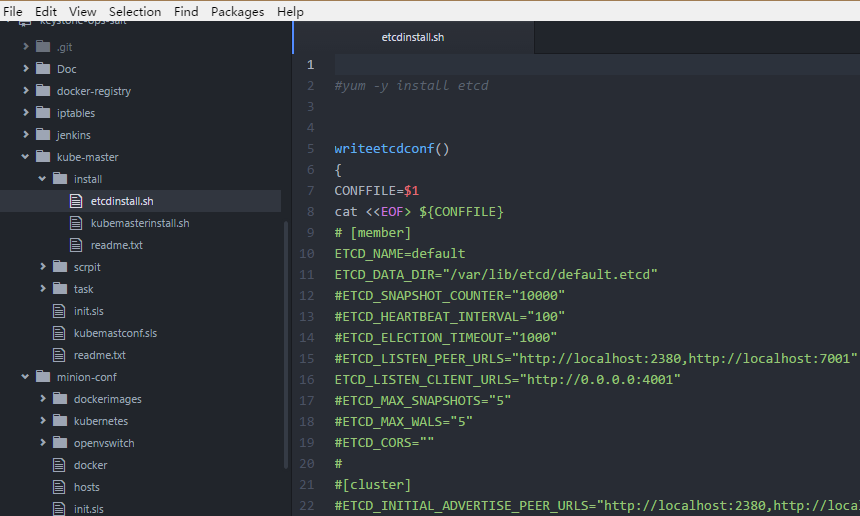 File Edit View Selection Find Packages Help
keystone-ops-salt
.git
Doc
docker-registry
iptables
jenkins
kube-master
install
etcdinstall.sh
kubemasterinstall.sh
readme.txt
scrpit
task
init.sls
kubemastconf.sls
readme.txt
minion-conf
dockerimages
kubernetes
openvswitch
docker
hosts
init.sls
etcdinstall.sh
1
2 #yum -y install etcd
3
4
5 writeetcdconf()
6 {
7 CONFFILE=$1
8 cat <<EOF> ${CONFFILE}
9 # [member]
10 ETCD_NAME=default
11 ETCD_DATA_DIR="/var/lib/etcd/default.etcd"
12 #ETCD_SNAPSHOT_COUNTER="10000"
13 #ETCD_HEARTBEAT_INTERVAL="100"
14 #ETCD_ELECTION_TIMEOUT="1000"
15 #ETCD_LISTEN_PEER_URLS="http://localhost:2380,http://localhost:7001"
16 ETCD_LISTEN_CLIENT_URLS="http://0.0.0.0:4001"
17 #ETCD_MAX_SNAPSHOTS="5"
18 #ETCD_MAX_WALS="5"
19 #ETCD_CORS=""
20 #
21 #[cluster]
22 #ETCD_INITIAL_ADVERTISE_PEER_URLS="http://localhost:2380,http://loca